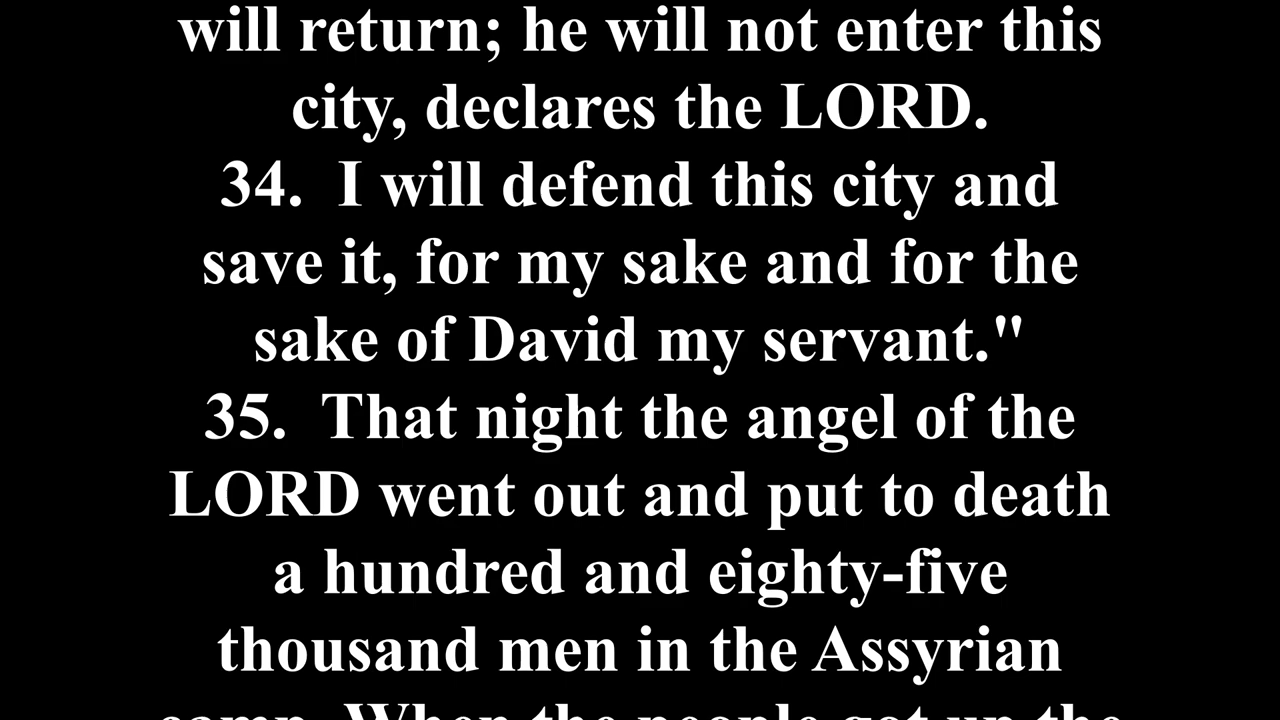 will return; he will not enter this
city, declares the LORD.
34.  I will defend this city and
save it, for my sake and for the
sake of David my servant."
35.  That night the angel of the
LORD went out and put to death
a hundred and eighty-five
thousand men in the Assyrian
camp. When the people got up the